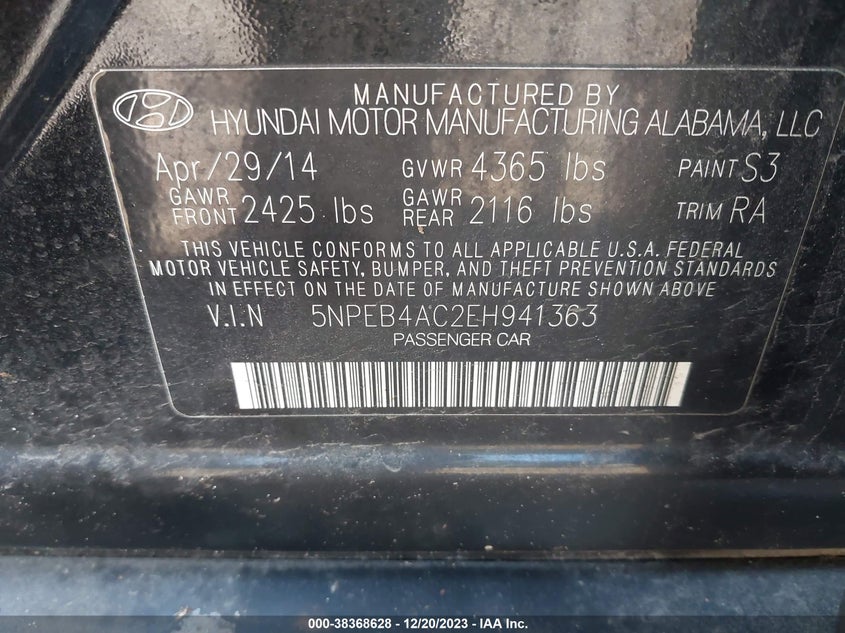 MANUFACTURED BY
HYUNDAI MOTOR MANUFACTURING ALABAMA, LLC
Apr/29/14 GVWR 4365 lbs PAINT S3
GAWR FRONT 2425 lbs GAWR REAR 2116 lbs TRIM RA
THIS VEHICLE CONFORMS TO ALL APPLICABLE U.S.A. FEDERAL
MOTOR VEHICLE SAFETY, BUMPER, AND THEFT PREVENTION STANDARDS
IN EFFECT ON THE DATE OF MANUFACTURE SHOWN ABOVE
V.I.N 5NPEB4AC2EH941363
PASSENGER CAR
000-38368628 - 12/20/2023 - IAA Inc.